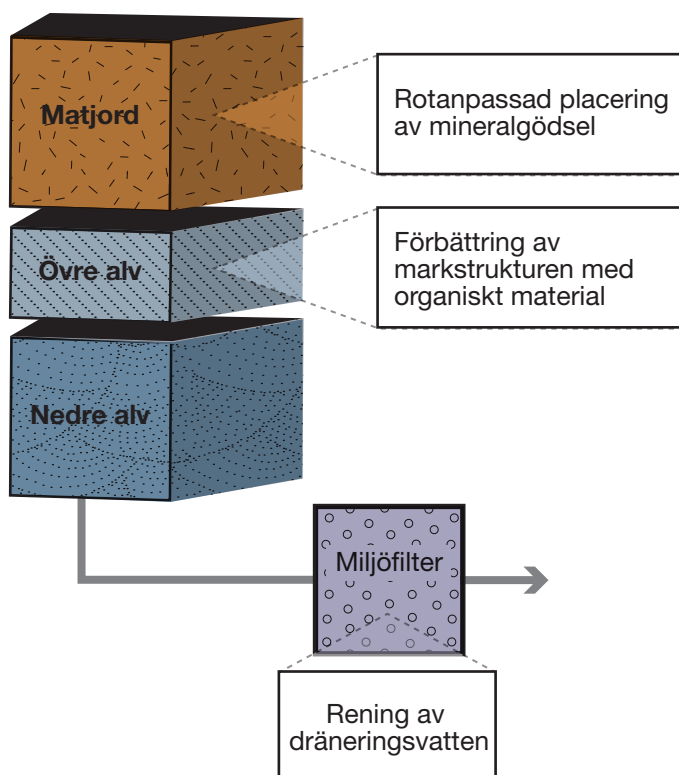 Matjord
Rotanpassad placering
av mineralgödsel
Övre alv
Förbättring av
markstrukturen med
organiskt material
Nedre alv
Miljöfilter
Rening av
dräneringsvatten